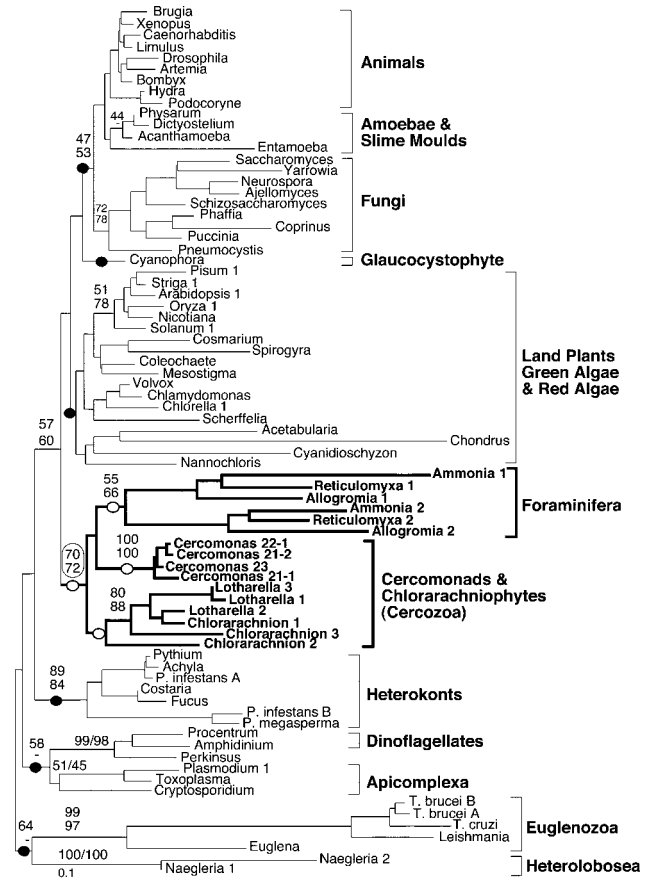 Brugia
Xenopus
Caenorhabditis
Limulus
Drosophila
Artemia
Bombyx
Hydra
Podocoryne
Animals
44
-
Physarum
Dictyostelium
Acanthamoeba
Entamoeba
Amoebae &
Slime Moulds
47
53
Saccharomyces
Yarrowia
Neurospora
Ajellomyces
Schizosaccharomyces
72
78
Phaffia
Coprinus
Puccinia
Pneumocystis
Fungi
Cyanophora
Glaucocystophyte
Pisum 1
Striga 1
51
78
Arabidopsis 1
Oryza 1
Nicotiana
Solanum 1
Cosmarium
Spirogyra
Coleochaete
Mesostigma
Volvox
Chlamydomonas
Chlorella 1
Scherffelia
Acetabularia
Chondrus
Cyanidioschyzon
Nannochloris
Land Plants
Green Algae
& Red Algae
57
60
55
66
Ammonia 1
Reticulomyxa 1
Allogromia 1
Ammonia 2
Reticulomyxa 2
Allogromia 2
Foraminifera
70
72
100
100
Cercomonas 22-1
Cercomonas 21-2
Cercomonas 23
Cercomonas 21-1
80
88
Lotharella 3
Lotharella 1
Lotharella 2
Chlorarachnion 1
Chlorarachnion 3
Chlorarachnion 2
Cercomonads &
Chlorarachniophytes
(Cercozoa)
89
84
Pythium
Achyla
P. infestans A
Costaria
Fucus
P. infestans B
P. megasperma
Heterokonts
58
-
99/98
Procentrum
Amphidinium
Perkinsus
Dinoflagellates
51/45
Plasmodium 1
Toxoplasma
Cryptosporidium
Apicomplexa
64
-
99
97
T. brucei B
T. brucei A
T. cruzi
Leishmania
Euglena
Euglenozoa
100/100
Naegleria 2
Naegleria 1
Heterolobosea
0.1